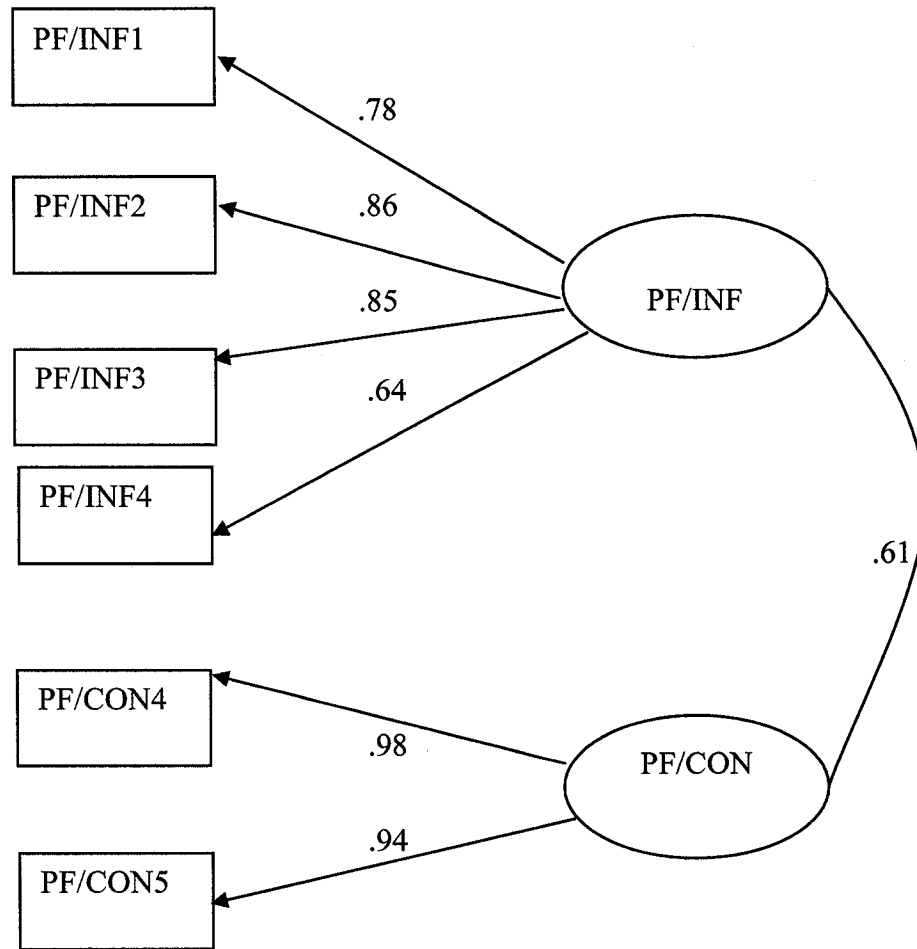 PF/INF1
.78
PF/INF2
.86
PF/INF
.85
PF/INF3
.64
PF/INF4
.61
PF/CON4
.98
PF/CON
.94
PF/CON5